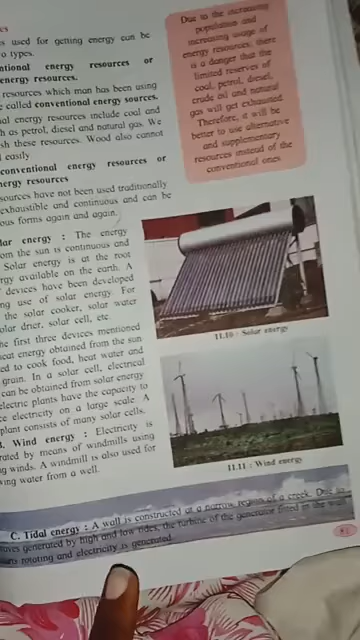 s used for getting energy can be
o types.
ntional energy resources or
energy resources.
resources which man has been using
e called conventional energy sources.
nal energy resources include coal and
h as petrol, diesel and natural gas. We
sh these resources. Wood also cannot
easily
conventional energy resources or
nergy resources
sources have not been used traditionally
exhaustible and continuous and can be
ous forms again and again.
lar energy : The energy
om the sun is continuous and
Solar energy is at the root
rgy available on the earth. A
devices have been developed
ng use of solar energy. For
the solar cooker, solar water
olar drier, solar cell, etc.
he first three devices mentioned
heat energy obtained from the sun
ed to cook food, heat water and
grain. In a solar cell, electrical
can be obtained from solar energy
electric plants have the capacity to
ce electricity on a large scale. A
plant consists of many solar cells.
B. Wind energy : Electricity is
rated by means of windmills using
g winds. A windmill is also used for
wing water from a well.
Due to the increasing
population and
increasing usage of
energy resources, there
is a danger that the
limited reserves of
coal, petrol, diesel,
crude oil and natural
gas will get exhausted
Therefore, it will be
better to use alternative
and supplementary
resources instead of the
conventional ones
11.10 : Solar energy
11.11 : Wind energy
C. Tidal energy : A wall is constructed at a narrow region of a creek. Due to
waves generated by high and low tides, the turbine of the generator fitted in the wall
starts rotating and electricity is generated.